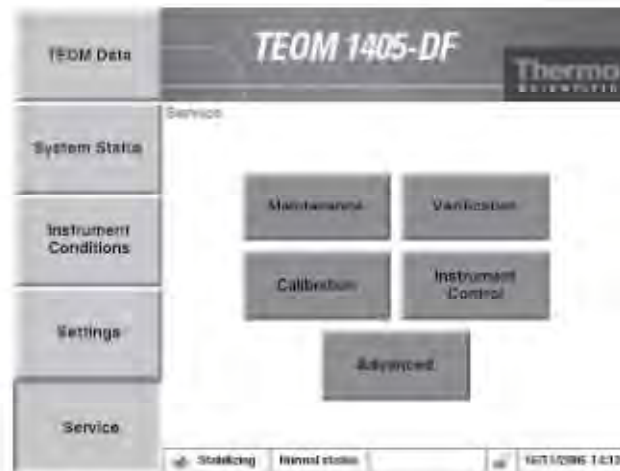 TEOM Data
TEOM 1405-DF
Thermo
SCIENTIFIC
Service
System Status
Instrument
Conditions
Settings
Service
Maintenance
Verification
Calibration
Instrument
Control
Advanced
Stabilizing
Normal status